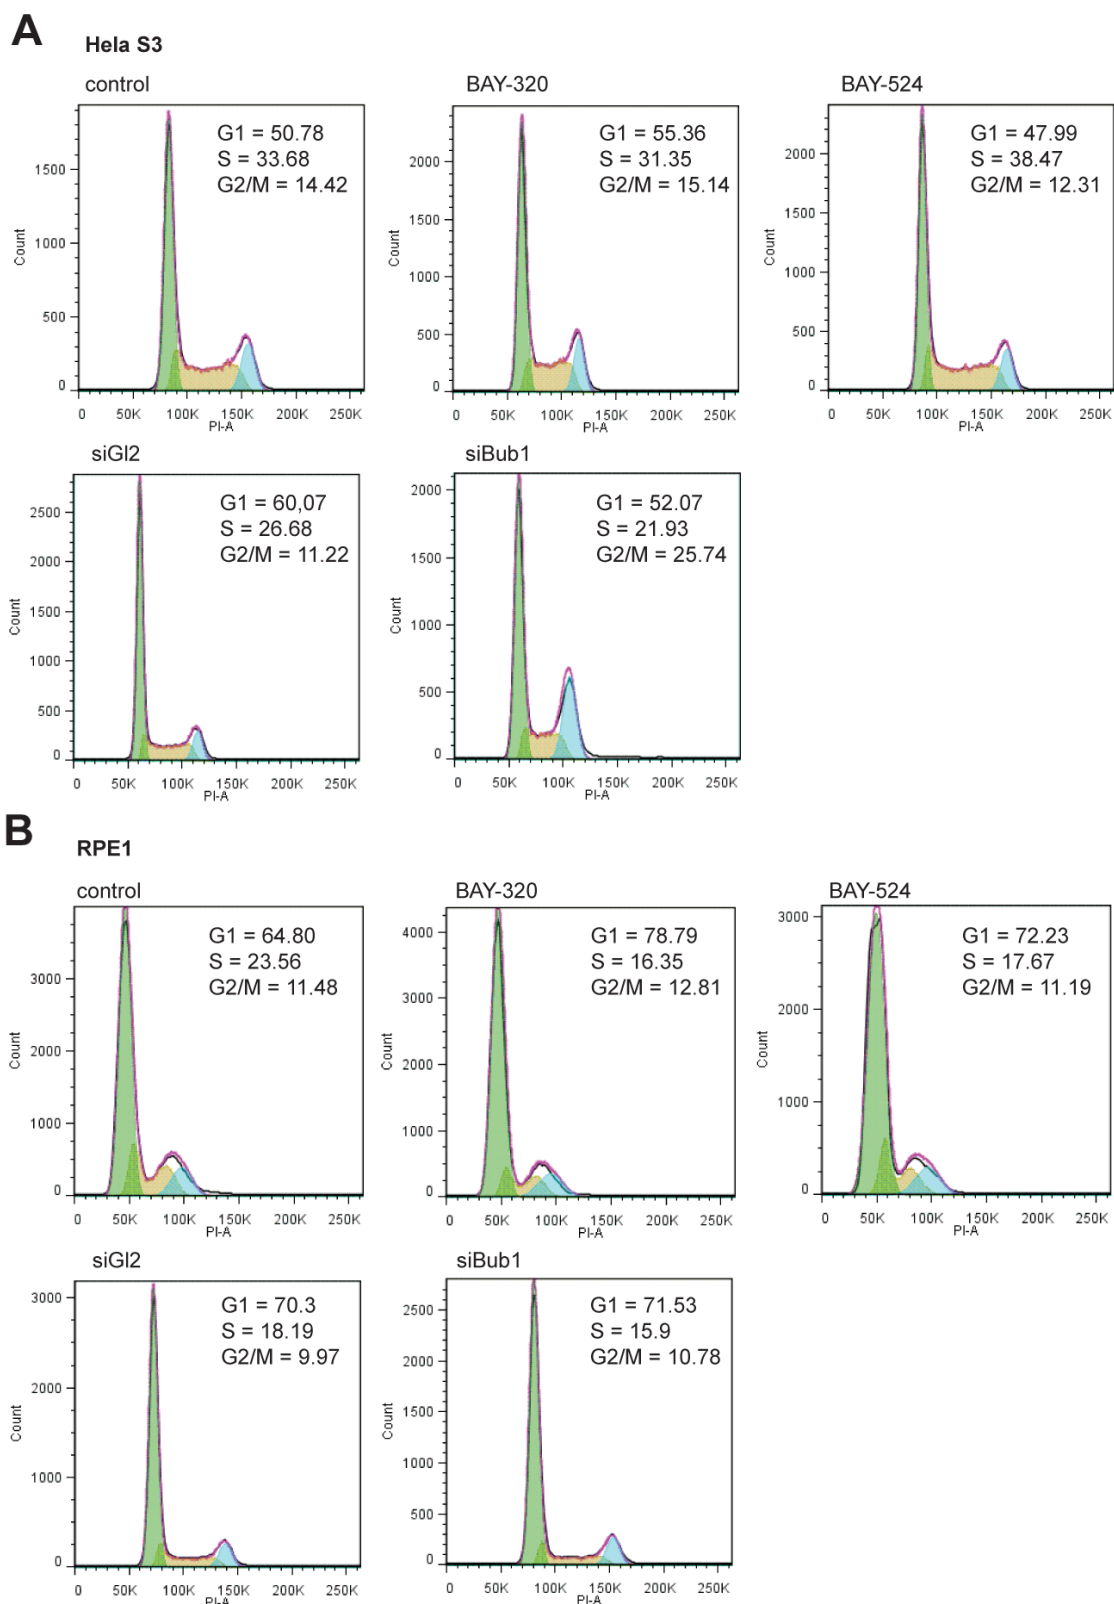 A
Hela S3
control
BAY-320
BAY-524
G1 = 50.78
S = 33.68
G2/M = 14.42
1500
1000
500
0
Count
0 50K 100K 150K 200K 250K
PI-A
G1 = 55.36
S = 31.35
G2/M = 15.14
2000
1500
1000
500
0
Count
0 50K 100K 150K 200K 250K
PI-A
G1 = 47.99
S = 38.47
G2/M = 12.31
2000
1500
1000
500
0
Count
0 50K 100K 150K 200K 250K
PI-A
siGl2
siBub1
G1 = 60,07
S = 26.68
G2/M = 11.22
2500
2000
1500
1000
500
0
Count
0 50K 100K 150K 200K 250K
PI-A
G1 = 52.07
S = 21.93
G2/M = 25.74
2000
1500
1000
500
0
Count
0 50K 100K 150K 200K 250K
PI-A
B
RPE1
control
BAY-320
BAY-524
G1 = 64.80
S = 23.56
G2/M = 11.48
3000
2000
1000
0
Count
0 50K 100K 150K 200K 250K
PI-A
G1 = 78.79
S = 16.35
G2/M = 12.81
4000
3000
2000
1000
0
Count
0 50K 100K 150K 200K 250K
PI-A
G1 = 72.23
S = 17.67
G2/M = 11.19
3000
2000
1000
0
Count
0 50K 100K 150K 200K 250K
PI-A
siGl2
siBub1
G1 = 70.3
S = 18.19
G2/M = 9.97
3000
2000
1000
0
Count
0 50K 100K 150K 200K 250K
PI-A
G1 = 71.53
S = 15.9
G2/M = 10.78
2500
2000
1500
1000
500
0
Count
0 50K 100K 150K 200K 250K
PI-A